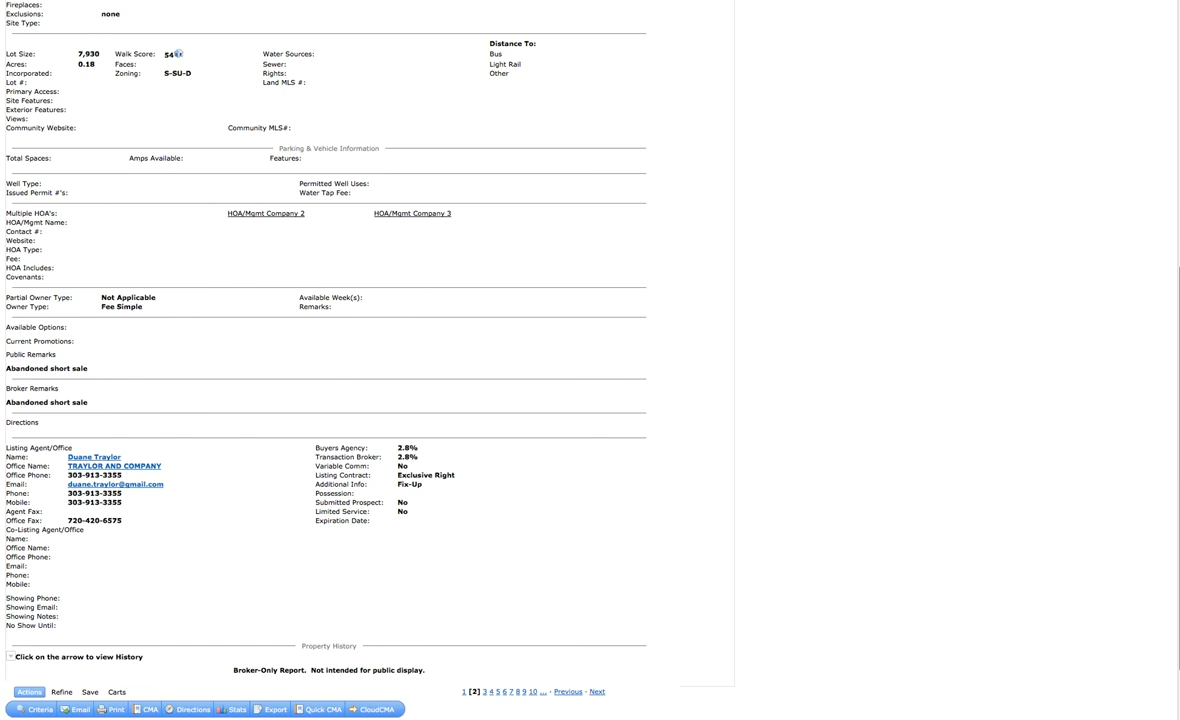 Fireplaces:
Exclusions: none
Site Type:
Distance To:
Lot Size: 7,930 Walk Score: 54 Water Sources: Bus
Acres: 0.18 Faces: Sewer: Light Rail
Incorporated: Zoning: S-SU-D Rights: Other
Lot #: Land MLS #:
Primary Access:
Site Features:
Exterior Features:
Views:
Community Website: Community MLS#:
Parking & Vehicle Information
Total Spaces: Amps Available: Features:
Well Type: Permitted Well Uses:
Issued Permit #'s: Water Tap Fee:
Multiple HOA's: HOA/Mgmt Company 2 HOA/Mgmt Company 3
HOA/Mgmt Name:
Contact #:
Website:
HOA Type:
Fee:
HOA Includes:
Covenants:
Partial Owner Type: Not Applicable Available Week(s):
Owner Type: Fee Simple Remarks:
Available Options:
Current Promotions:
Public Remarks
Abandoned short sale
Broker Remarks
Abandoned short sale
Directions
Listing Agent/Office Buyers Agency: 2.8%
Name: Duane Traylor Transaction Broker: 2.8%
Office Name: TRAYLOR AND COMPANY Variable Comm: No
Office Phone: 303-913-3355 Listing Contract: Exclusive Right
Email: duane.traylor@gmail.com Additional Info: Fix-Up
Phone: 303-913-3355 Possession:
Mobile: 303-913-3355 Submitted Prospect: No
Agent Fax: Limited Service: No
Office Fax: 720-420-6575 Expiration Date:
Co-Listing Agent/Office
Name:
Office Name:
Office Phone:
Email:
Phone:
Mobile:
Showing Phone:
Showing Email:
Showing Notes:
No Show Until:
Property History
Click on the arrow to view History
Broker-Only Report. Not intended for public display.
Actions Refine Save Carts 1 [2] 3 4 5 6 7 8 9 10 ... · Previous · Next
Criteria Email Print CMA Directions Stats Export Quick CMA CloudCMA